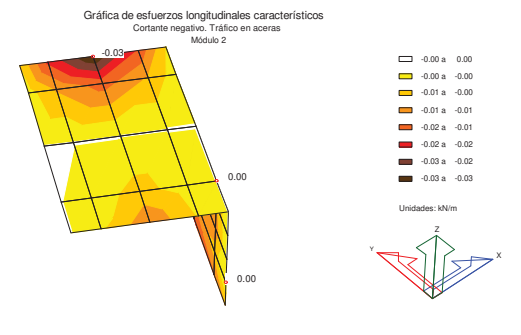 Gráfica de esfuerzos longitudinales característicos
Cortante negativo. Tráfico en aceras
Módulo 2
-0.03
-0.00 a 0.00
-0.00 a -0.00
-0.01 a -0.00
-0.01 a -0.01
-0.02 a -0.01
-0.02 a -0.02
-0.03 a -0.02
-0.03 a -0.03
0.00
Unidades: kN/m
Z
Y
X
0.00